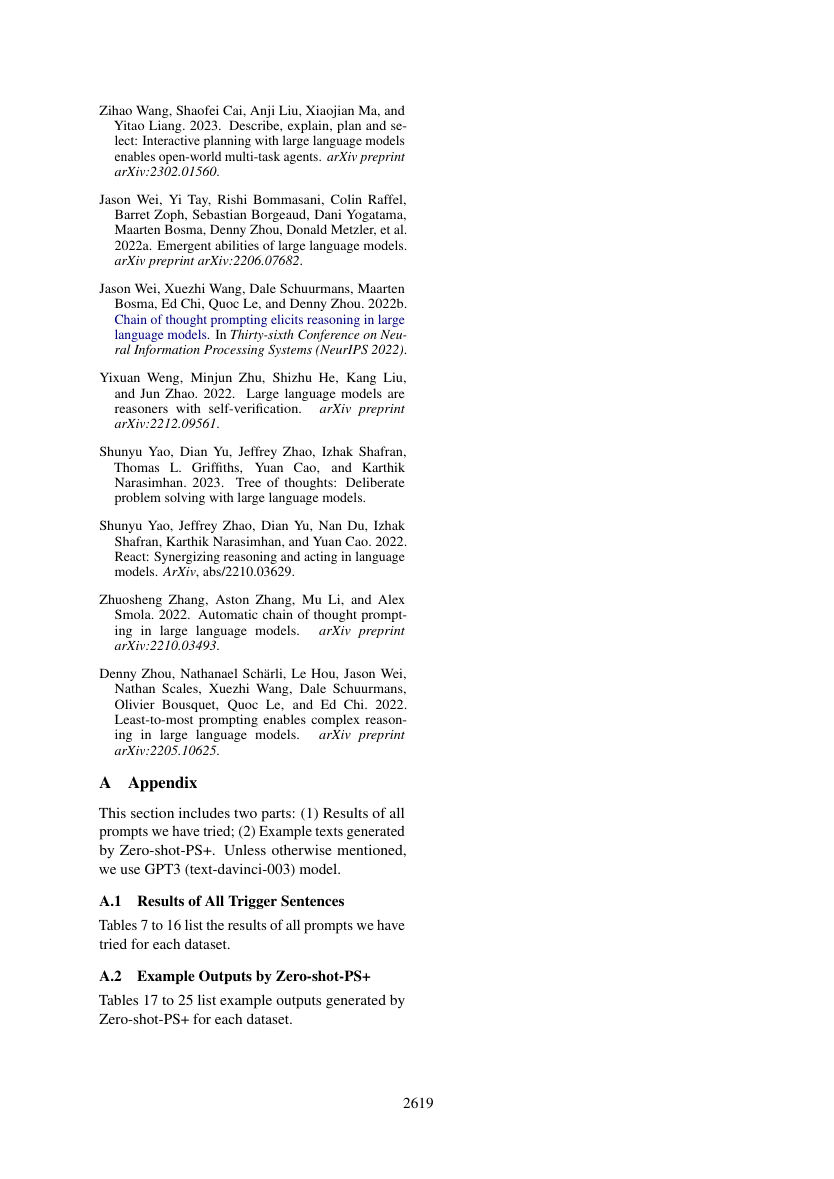 Zihao Wang, Shaofei Cai, Anji Liu, Xiaojian Ma, and
Yitao Liang. 2023. Describe, explain, plan and se-
lect: Interactive planning with large language models
enables open-world multi-task agents. arXiv preprint
arXiv:2302.01560.
Jason Wei, Yi Tay, Rishi Bommasani, Colin Raffel,
Barret Zoph, Sebastian Borgeaud, Dani Yogatama,
Maarten Bosma, Denny Zhou, Donald Metzler, et al.
2022a. Emergent abilities of large language models.
arXiv preprint arXiv:2206.07682.
Jason Wei, Xuezhi Wang, Dale Schuurmans, Maarten
Bosma, Ed Chi, Quoc Le, and Denny Zhou. 2022b.
Chain of thought prompting elicits reasoning in large
language models. In Thirty-sixth Conference on Neu-
ral Information Processing Systems (NeurIPS 2022).
Yixuan Weng, Minjun Zhu, Shizhu He, Kang Liu,
and Jun Zhao. 2022. Large language models are
reasoners with self-verification. arXiv preprint
arXiv:2212.09561.
Shunyu Yao, Dian Yu, Jeffrey Zhao, Izhak Shafran,
Thomas L. Griffiths, Yuan Cao, and Karthik
Narasimhan. 2023. Tree of thoughts: Deliberate
problem solving with large language models.
Shunyu Yao, Jeffrey Zhao, Dian Yu, Nan Du, Izhak
Shafran, Karthik Narasimhan, and Yuan Cao. 2022.
React: Synergizing reasoning and acting in language
models. ArXiv, abs/2210.03629.
Zhuosheng Zhang, Aston Zhang, Mu Li, and Alex
Smola. 2022. Automatic chain of thought prompt-
ing in large language models. arXiv preprint
arXiv:2210.03493.
Denny Zhou, Nathanael Schärli, Le Hou, Jason Wei,
Nathan Scales, Xuezhi Wang, Dale Schuurmans,
Olivier Bousquet, Quoc Le, and Ed Chi. 2022.
Least-to-most prompting enables complex reason-
ing in large language models. arXiv preprint
arXiv:2205.10625.
A Appendix
This section includes two parts: (1) Results of all
prompts we have tried; (2) Example texts generated
by Zero-shot-PS+. Unless otherwise mentioned,
we use GPT3 (text-davinci-003) model.
A.1 Results of All Trigger Sentences
Tables 7 to 16 list the results of all prompts we have
tried for each dataset.
A.2 Example Outputs by Zero-shot-PS+
Tables 17 to 25 list example outputs generated by
Zero-shot-PS+ for each dataset.
2619